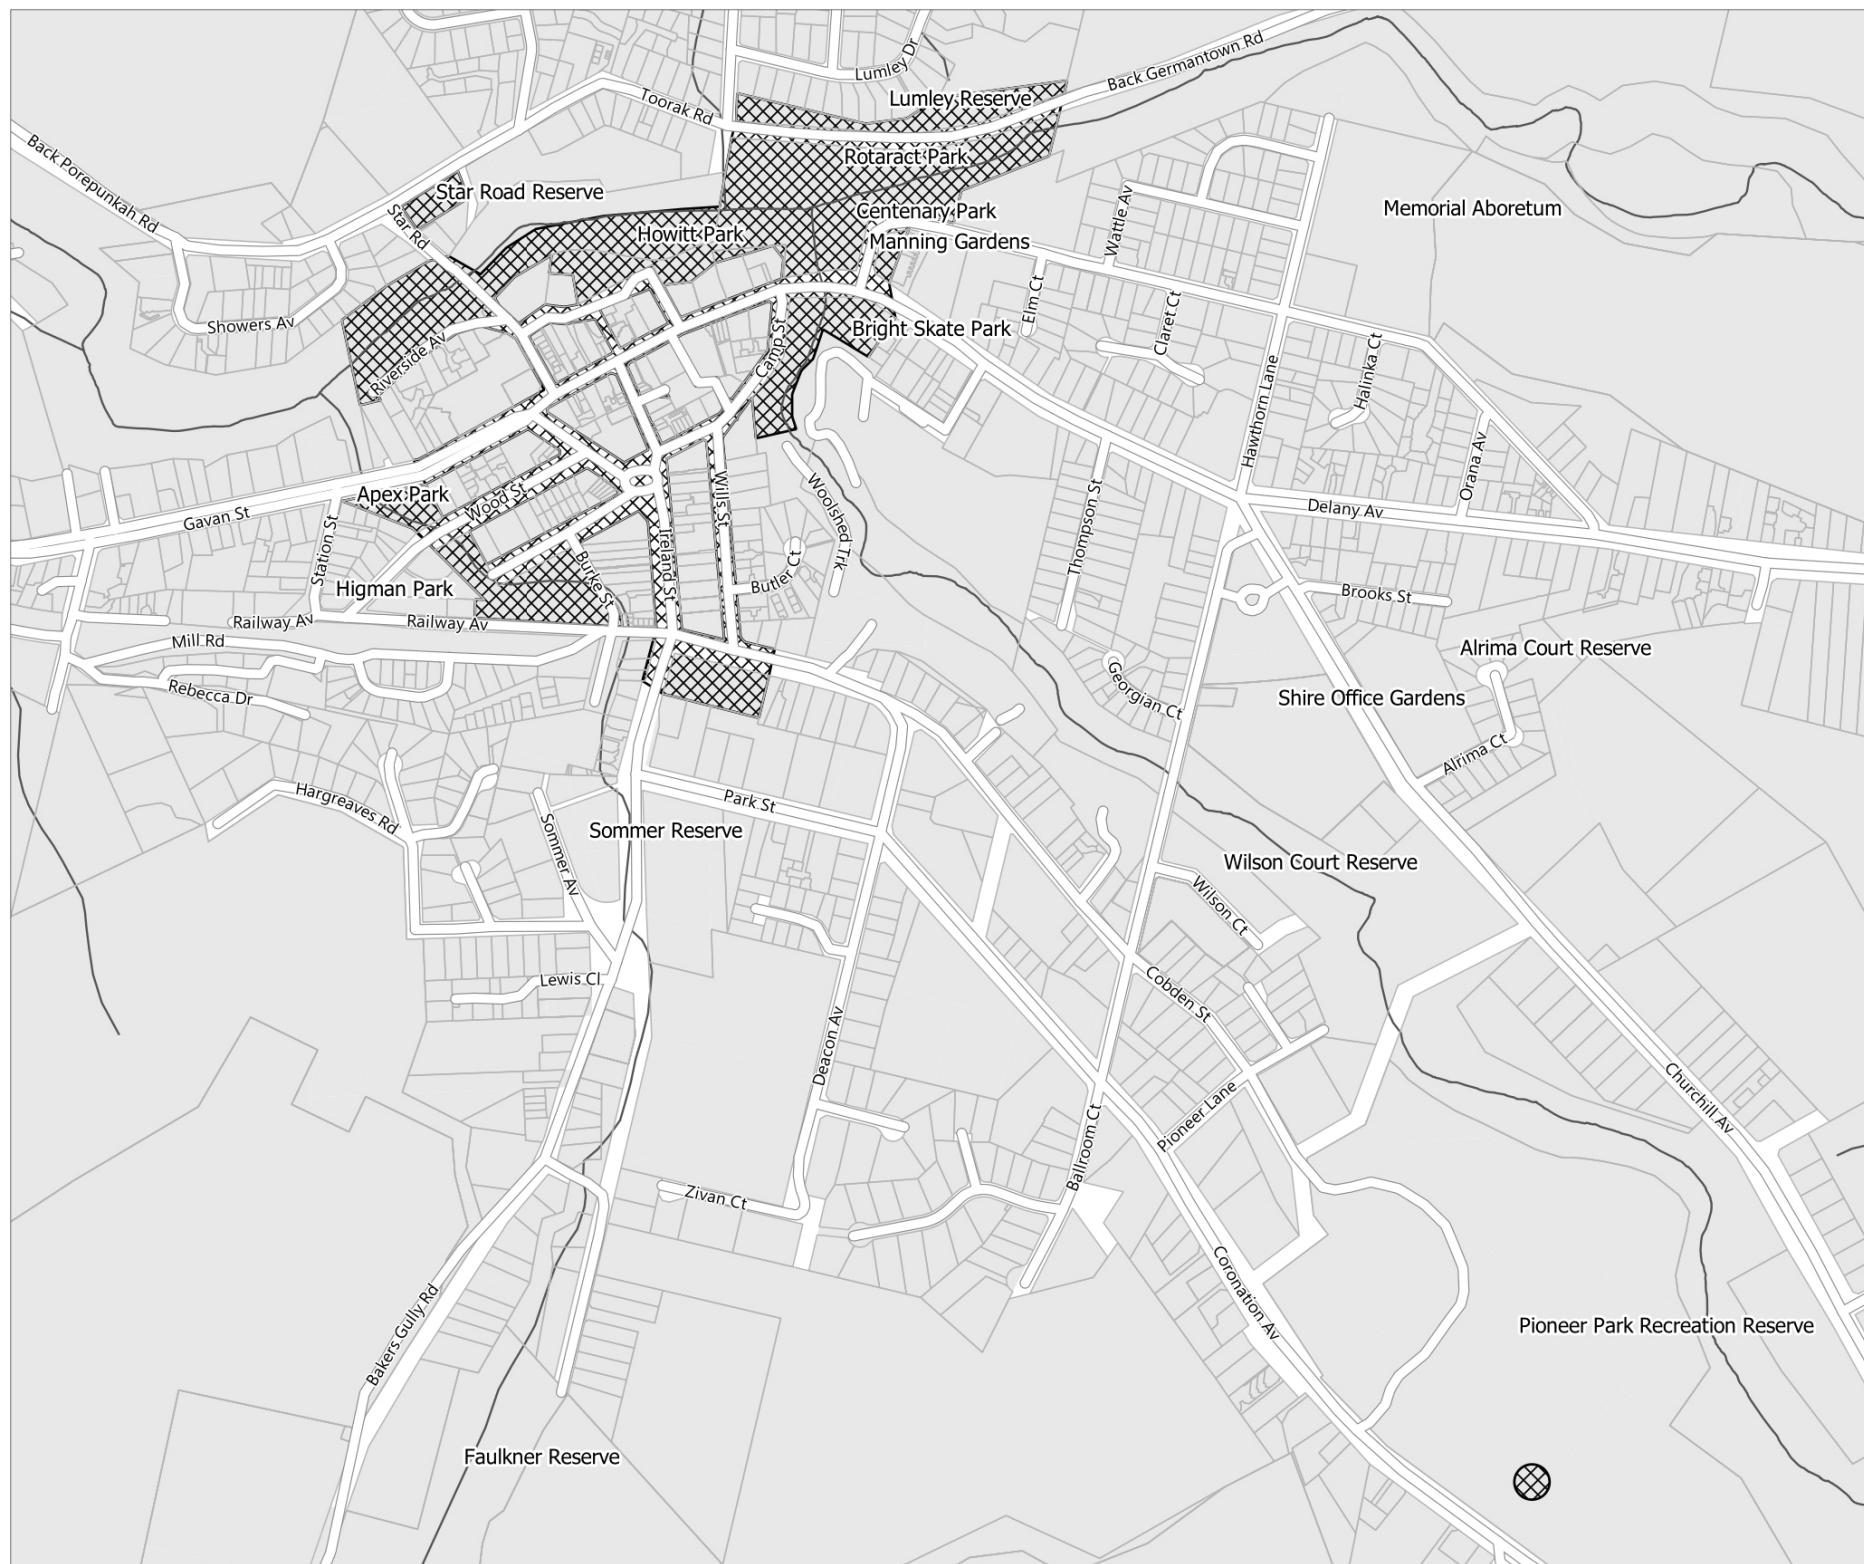 Lumley Dr
Back Germantown Rd
Toorak Rd
Lumley Reserve
Back Porepunkah Rd
Rotaract Park
Star Road Reserve
Star Rd
Centenary Park
Memorial Aboretum
Wattle Av
Howitt Park
Manning Gardens
Elm Ct
Claret Ct
Showers Av
Bright Skate Park
Riverside Av
Camp St
Halinka Ct
Hawthorn Lane
Orana Av
Apex Park
Wood St
Wills St
Woolshed Trk
Gavan St
Delany Av
Station St
Thompson St
Ireland St
Burke St
Butler Ct
Higman Park
Brooks St
Railway Av
Railway Av
Mill Rd
Alrima Court Reserve
Rebecca Dr
Georgian Ct
Shire Office Gardens
Alrima Ct
Hargreaves Rd
Park St
Sommer Reserve
Sommer Av
Wilson Court Reserve
Wilson Ct
Lewis Cl
Cobden St
Deacon Av
Churchill Av
Pioneer Lane
Ballroom Ct
Zivan Ct
Coronation Av
Bakers Gully Rd
Pioneer Park Recreation Reserve
Faulkner Reserve